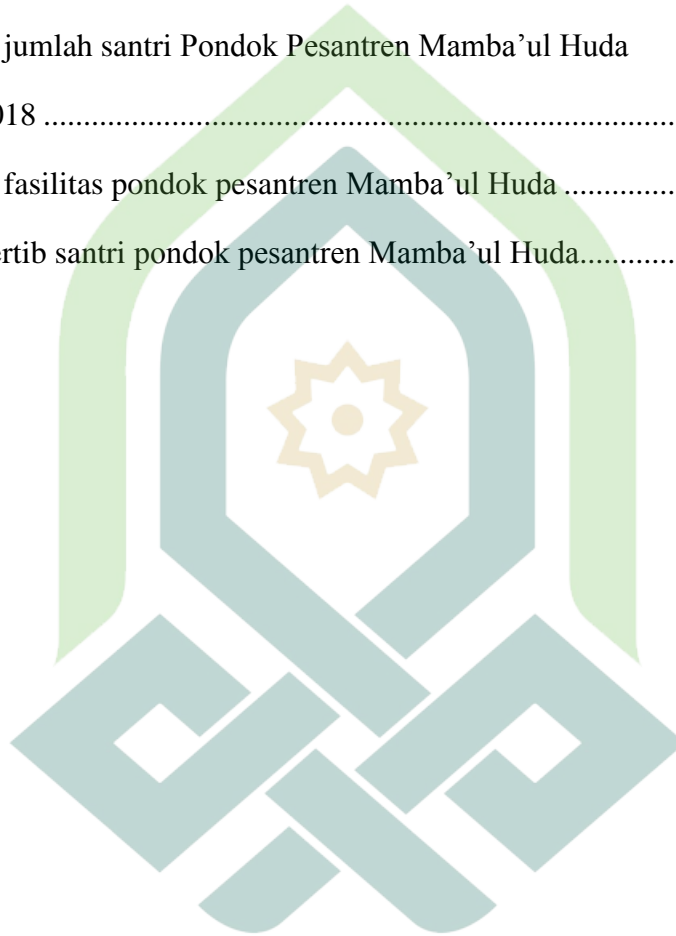 jumlah santri Pondok Pesantren Mamba’ul Huda
018 ...............................................................................
fasilitas pondok pesantren Mamba’ul Huda ..............
ertib santri pondok pesantren Mamba’ul Huda............